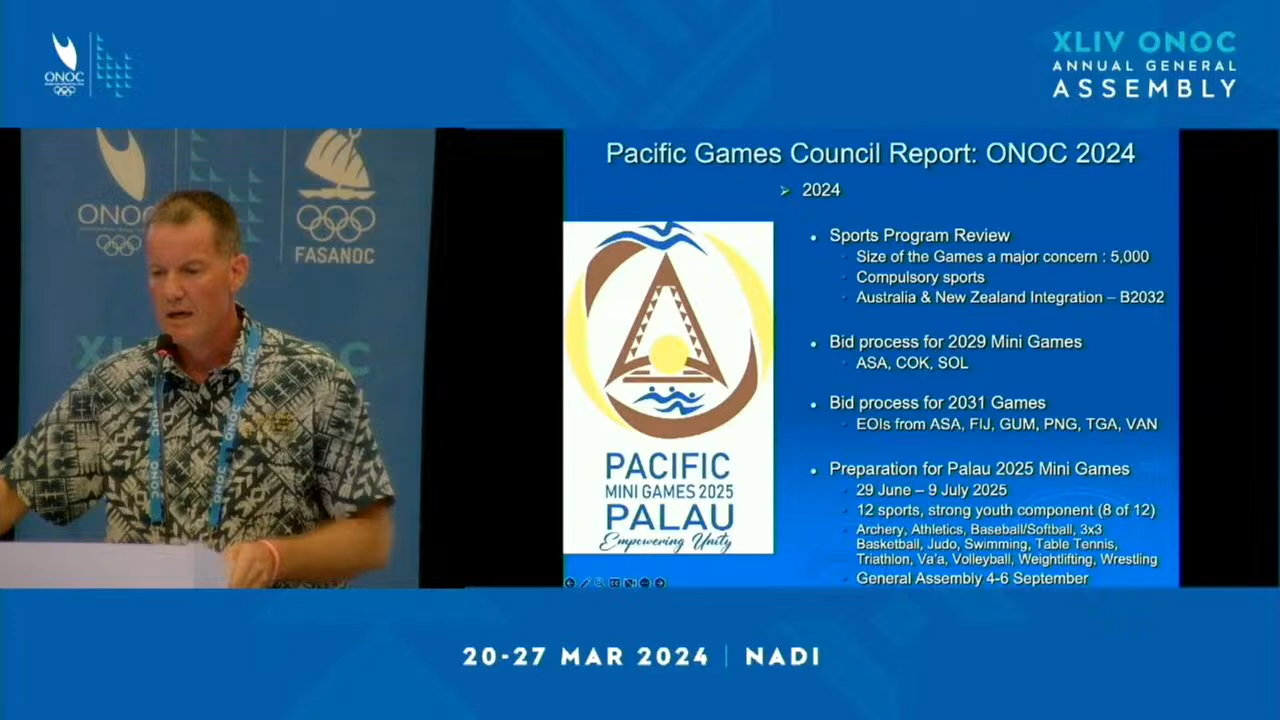 ONOC
XLIV ONOC
ANNUAL GENERAL
ASSEMBLY
ONOC
FASANOC
ONOC
ONOC
ONOC
Pacific Games Council Report: ONOC 2024
➢ 2024
• Sports Program Review
Size of the Games a major concern : 5,000
Compulsory sports
Australia & New Zealand Integration – B2032
• Bid process for 2029 Mini Games
ASA, COK, SOL
• Bid process for 2031 Games
EOIs from ASA, FIJ, GUM, PNG, TGA, VAN
• Preparation for Palau 2025 Mini Games
29 June – 9 July 2025
12 sports, strong youth component (8 of 12)
Archery, Athletics, Baseball/Softball, 3x3
Basketball, Judo, Swimming, Table Tennis,
Triathlon, Va'a, Volleyball, Weightlifting, Wrestling
General Assembly 4-6 September
PACIFIC
MINI GAMES 2025
PALAU
Empowering Unity
20-27 MAR 2024 | NADI